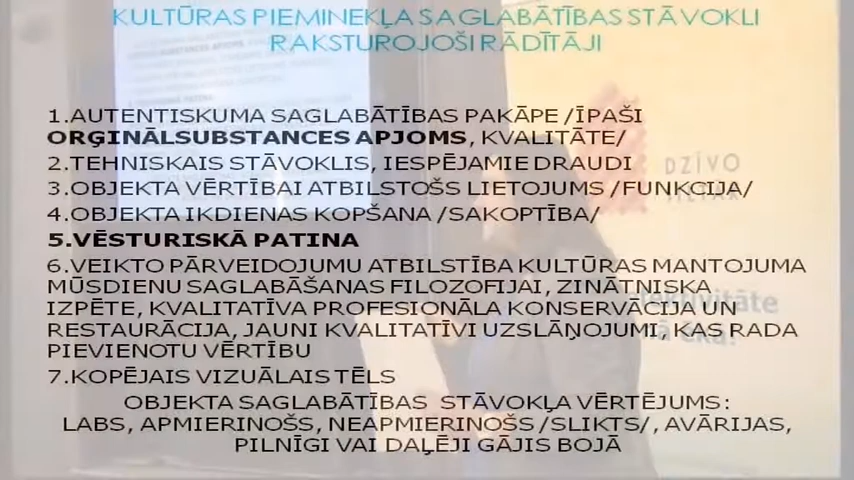 KULTŪRAS PIEMINEKĻA SAGLABĀTĪBAS STĀVOKLI
RAKSTUROJOŠI RĀDĪTĀJI
1.AUTENTISKUMA SAGLABĀTĪBAS PAKĀPE /ĪPAŠI
ORĢINĀLSUBSTANCES APJOMS, KVALITĀTE/
2.TEHNISKAIS STĀVOKLIS, IESPĒJAMIE DRAUDI
3.OBJEKTA VĒRTĪBAI ATBILSTOŠS LIETOJUMS /FUNKCIJA/
4.OBJEKTA IKDIENAS KOPŠANA /SAKOPTĪBA/
5.VĒSTURISKĀ PATINA
6.VEIKTO PĀRVEIDOJUMU ATBILSTĪBA KULTŪRAS MANTOJUMA
MŪSDIENU SAGLABĀŠANAS FILOZOFIJAI, ZINĀTNISKA
IZPĒTE, KVALITATĪVA PROFESIONĀLA KONSERVĀCIJA UN
RESTAURĀCIJA, JAUNI KVALITATĪVI UZSLĀŅOJUMI, KAS RADA
PIEVIENOTU VĒRTĪBU
7.KOPĒJAIS VIZUĀLAIS TĒLS
OBJEKTA SAGLABĀTĪBAS STĀVOKĻA VĒRTĒJUMS:
LABS, APMIERINOŠS, NEAPMIERINOŠS /SLIKTS/, AVĀRIJAS,
PILNĪGI VAI DAĻĒJI GĀJIS BOJĀ
DZĪVO